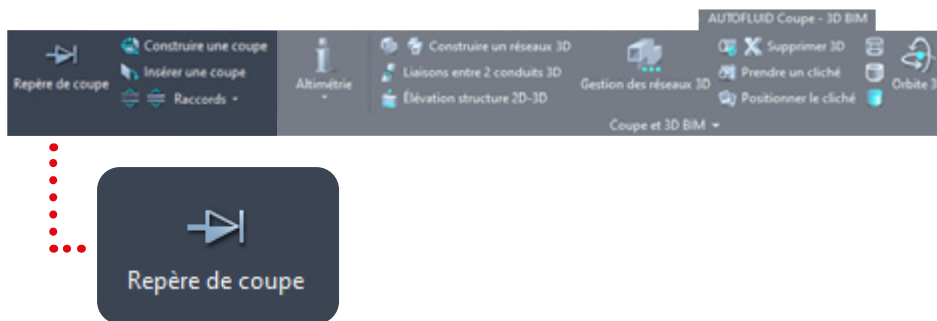 AUTOFLUID Coupe - 3D BIM
Repère de coupe
Construire une coupe
Insérer une coupe
Raccords
Altimétrie
Construire un réseaux 3D
Liaisons entre 2 conduits 3D
Élévation structure 2D-3D
Gestion des réseaux 3D
Supprimer 3D
Prendre un cliché
Positionner le cliché
Orbite 3
Coupe et 3D BIM
Repère de coupe